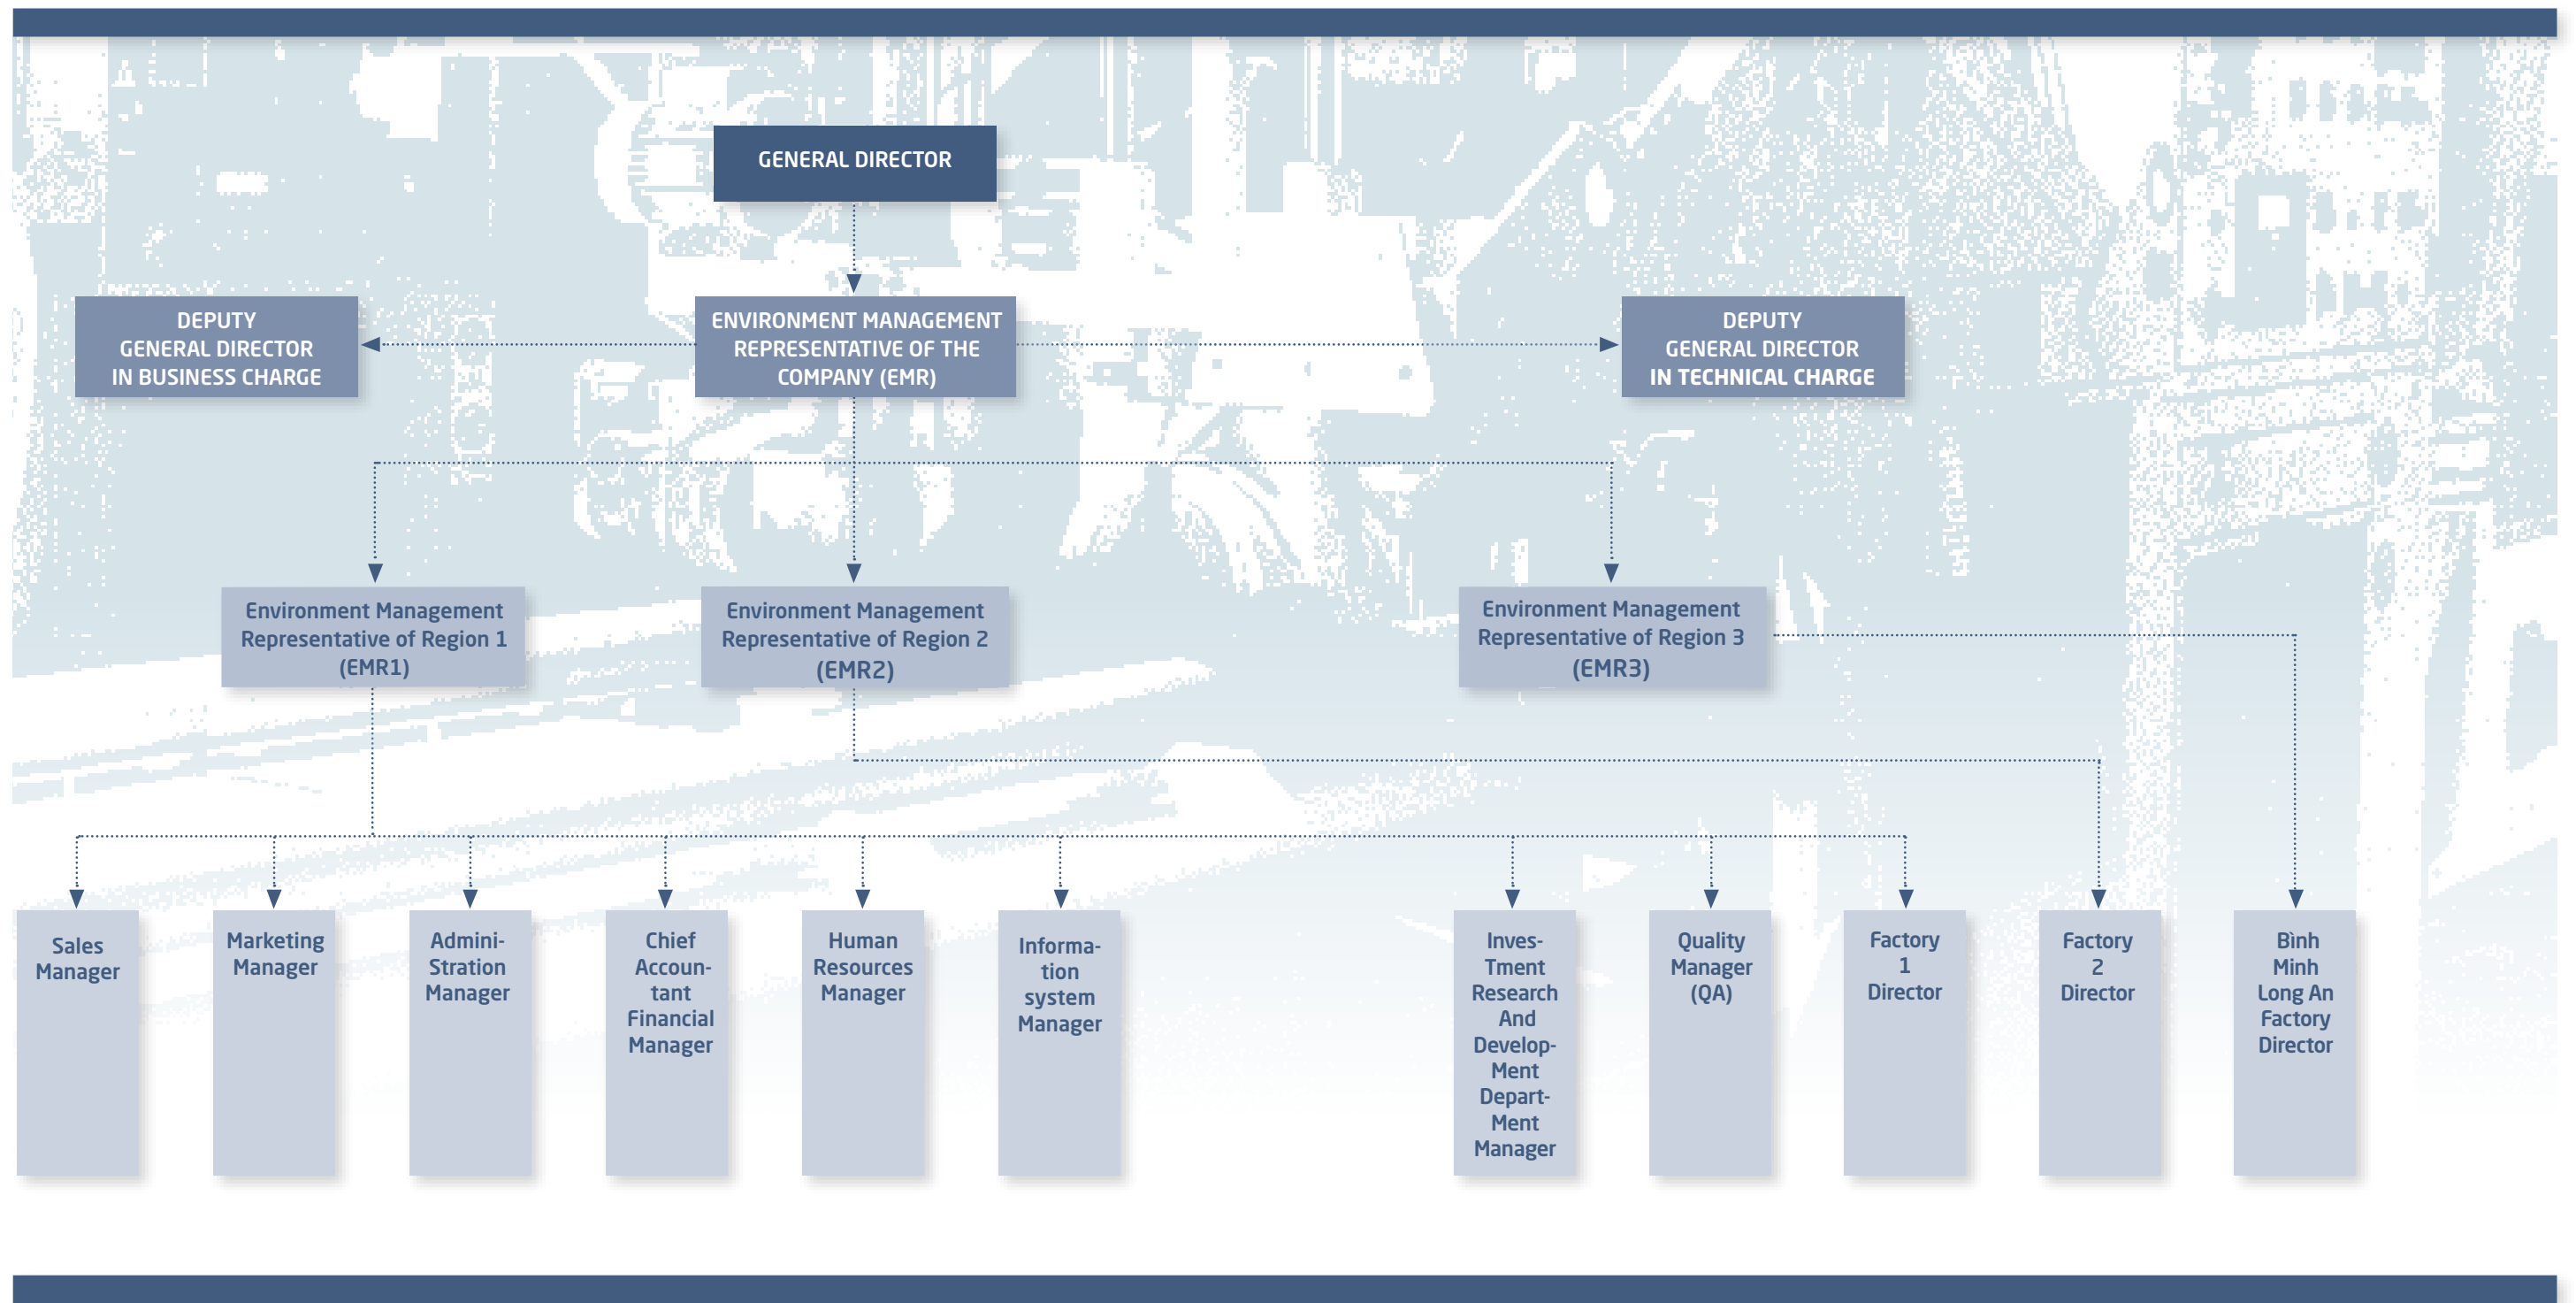 GENERAL DIRECTOR
DEPUTY
GENERAL DIRECTOR
IN BUSINESS CHARGE
ENVIRONMENT MANAGEMENT
REPRESENTATIVE OF THE
COMPANY (EMR)
DEPUTY
GENERAL DIRECTOR
IN TECHNICAL CHARGE
Environment Management
Representative of Region 1
(EMR1)
Environment Management
Representative of Region 2
(EMR2)
Environment Management
Representative of Region 3
(EMR3)
Sales
Manager
Marketing
Manager
Admini-
Stration
Manager
Chief
Accoun-
tant
Financial
Manager
Human
Resources
Manager
Informa-
tion
system
Manager
Inves-
Tment
Research
And
Develop-
Ment
Depart-
Ment
Manager
Quality
Manager
(QA)
Factory
1
Director
Factory
2
Director
Bình
Minh
Long An
Factory
Director